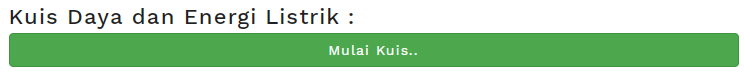 Kuis Daya dan Energi Listrik :
Mulai Kuis..